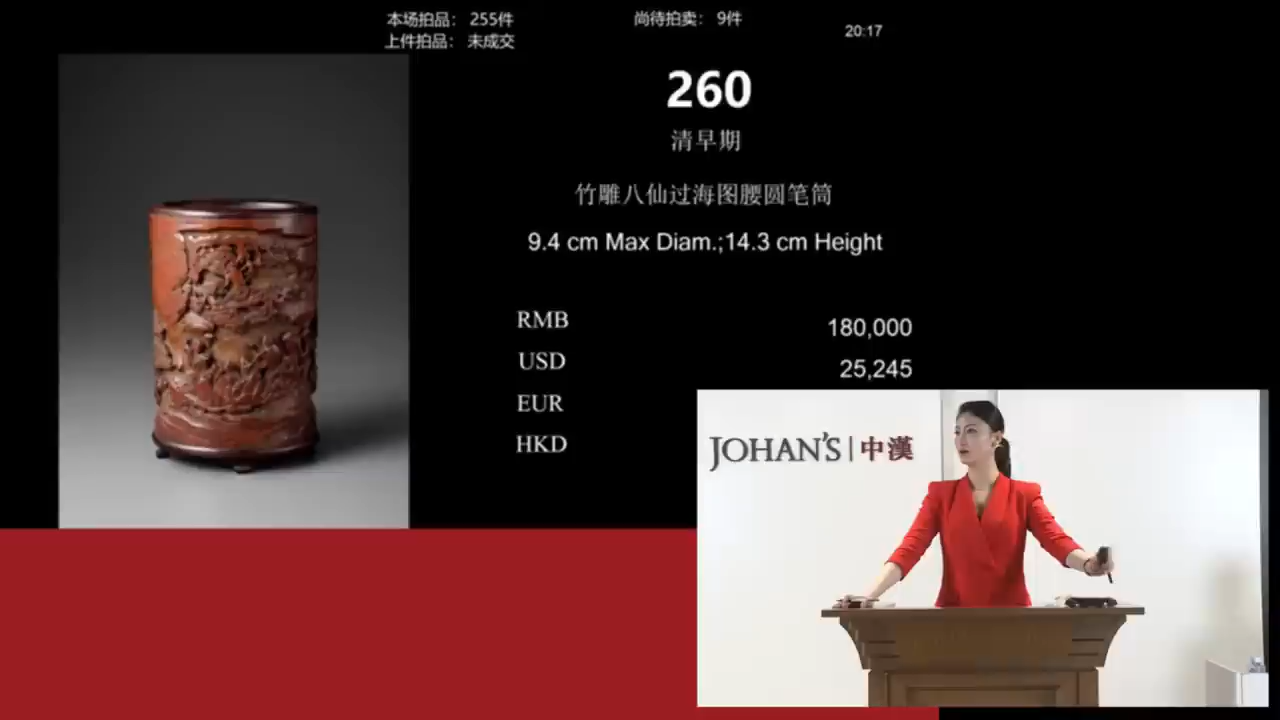 本场拍品： 255件
尚待拍卖： 9件
上件拍品： 未成交
20:17
260
清早期
竹雕八仙过海图腰圆笔筒
9.4 cm Max Diam.;14.3 cm Height
RMB 180,000
USD 25,245
EUR
HKD
JOHAN'S | 中漢